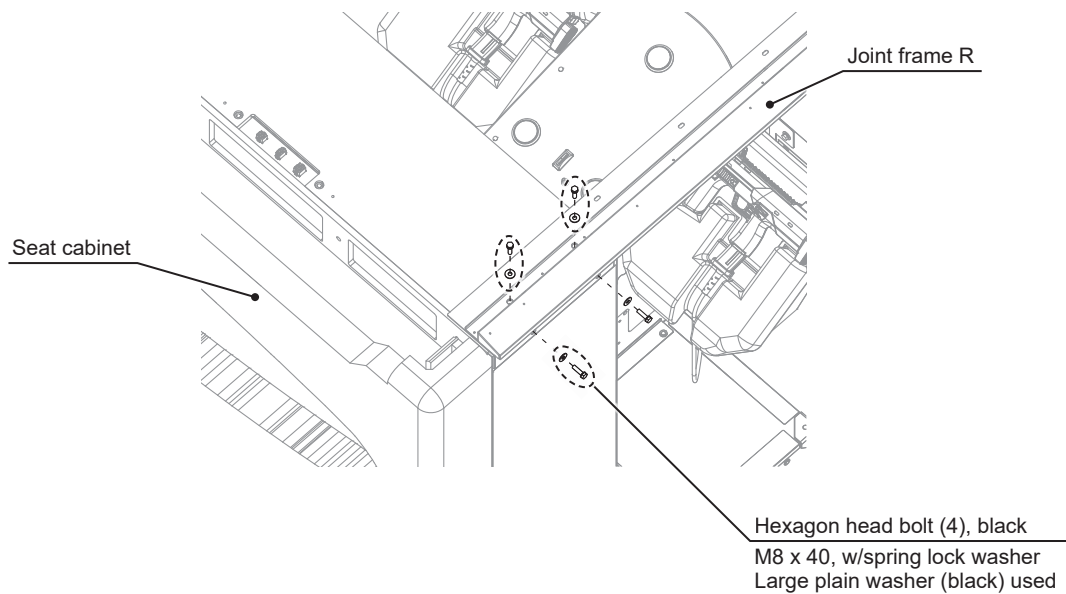 Joint frame R
Seat cabinet
Hexagon head bolt (4), black
M8 x 40, w/spring lock washer
Large plain washer (black) used